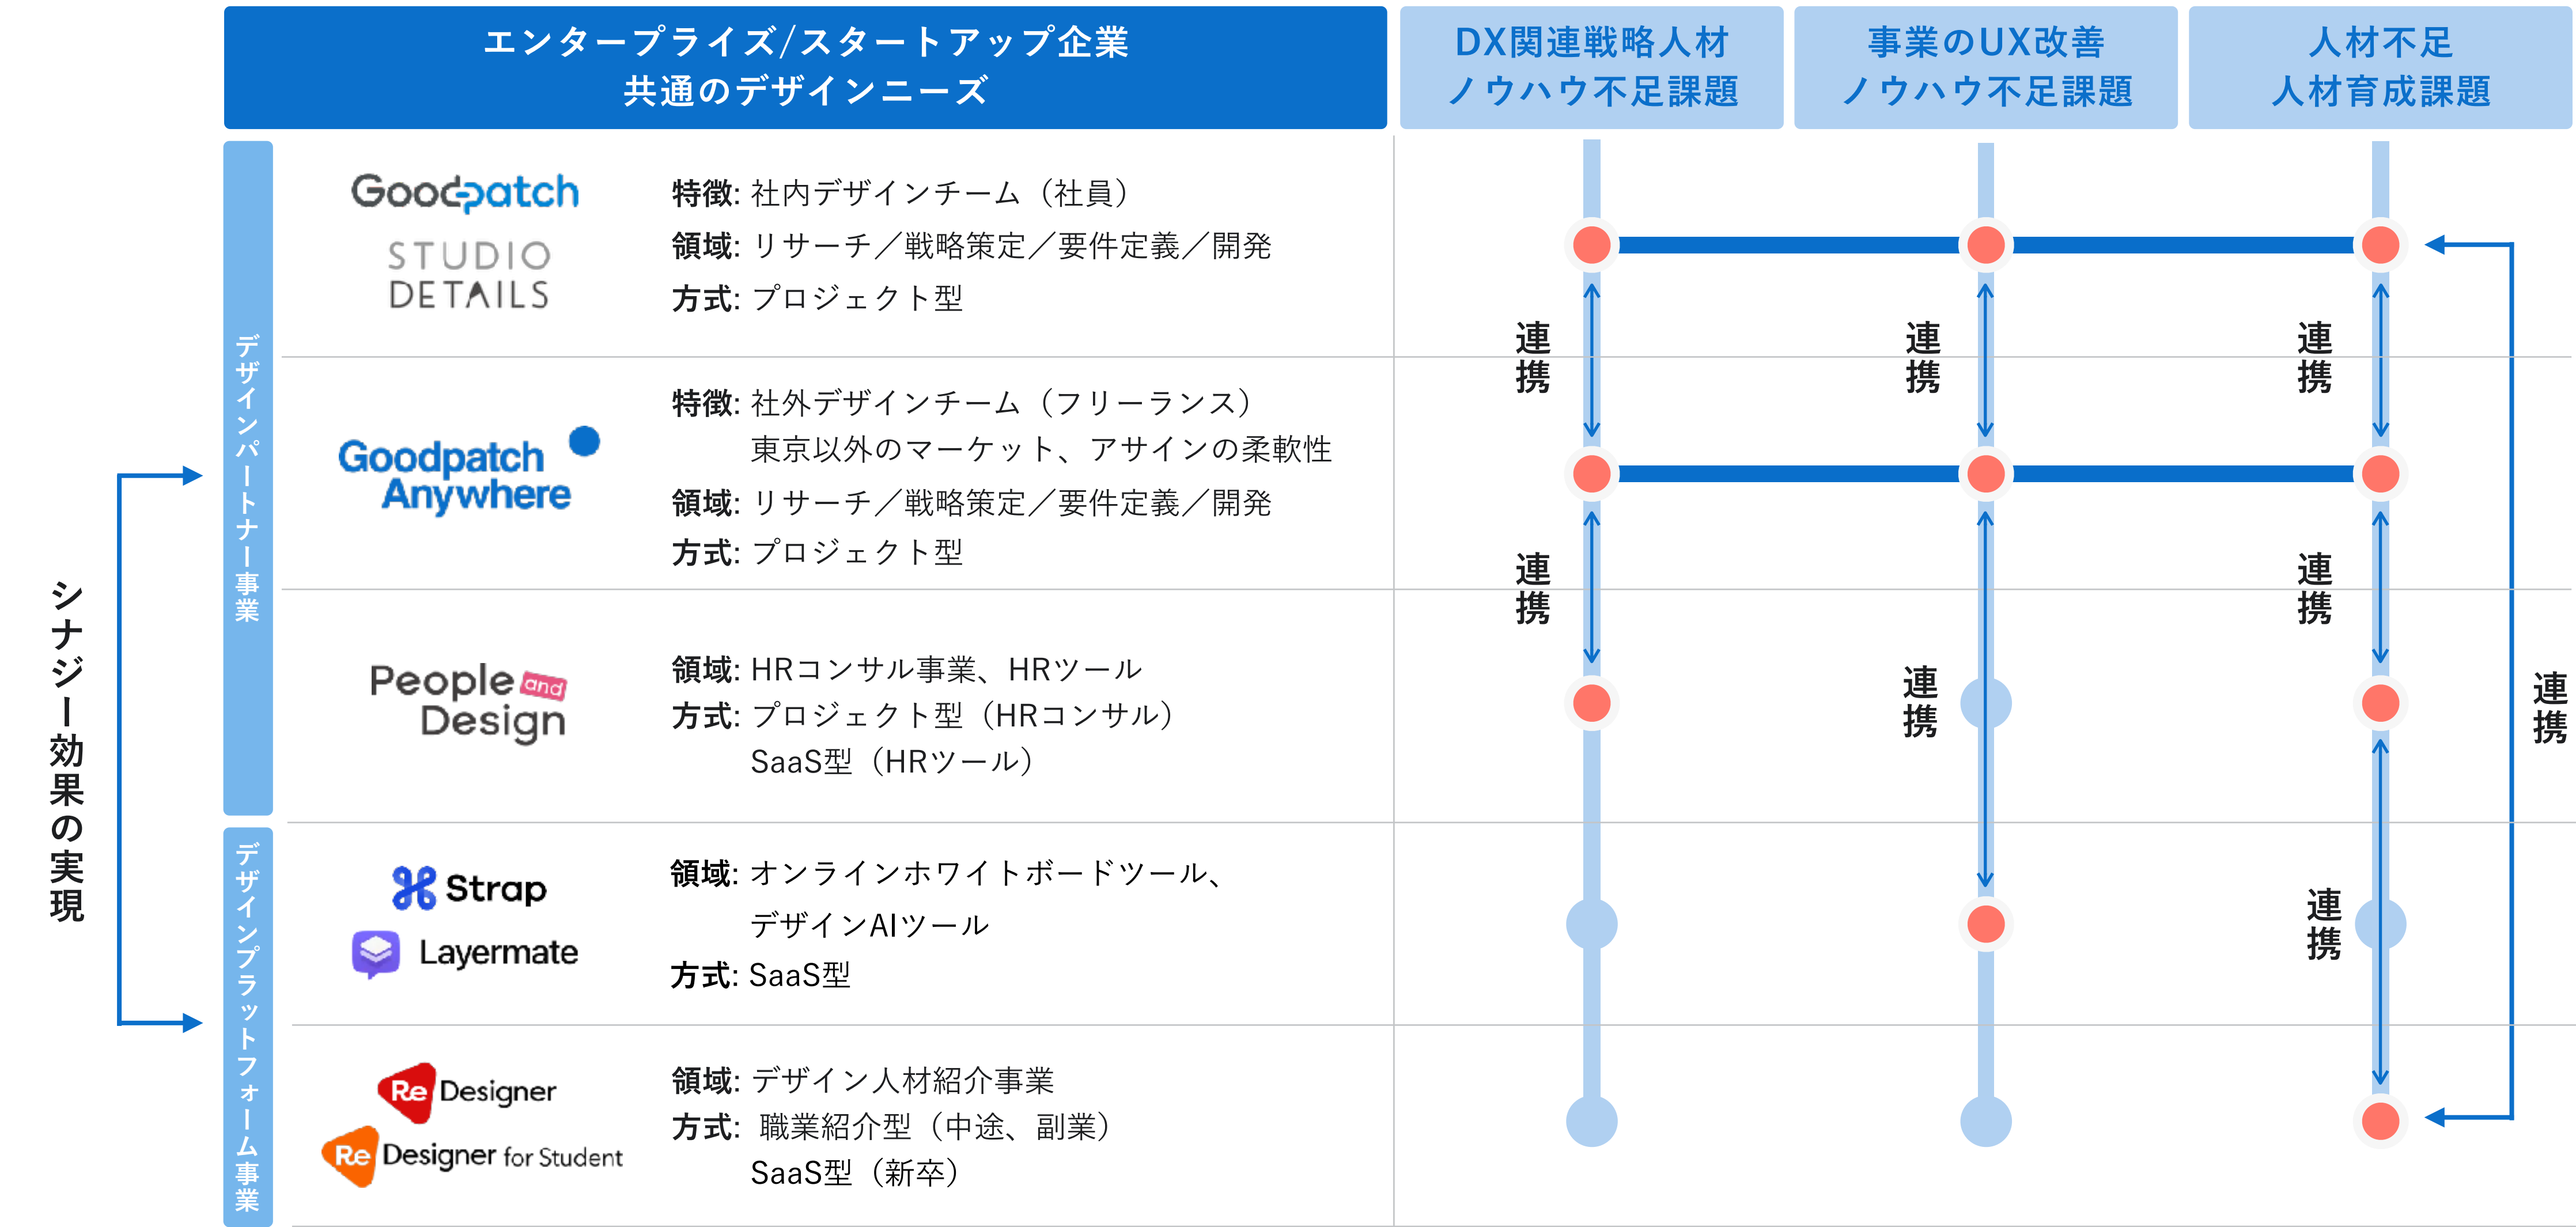 エンタープライズ/スタートアップ企業
共通のデザインニーズ
DX関連戦略人材
ノウハウ不足課題
事業のUX改善
ノウハウ不足課題
人材不足
人材育成課題
シナジー効果の実現
デザインパートナー事業
Goodpatch
STUDIO
DETAILS
特徴: 社内デザインチーム（社員）
領域: リサーチ／戦略策定／要件定義／開発
方式: プロジェクト型
連携
連携
連携
Goodpatch
Anywhere
特徴: 社外デザインチーム（フリーランス）
東京以外のマーケット、アサインの柔軟性
領域: リサーチ／戦略策定／要件定義／開発
方式: プロジェクト型
連携
連携
People and
Design
領域: HRコンサル事業、HRツール
方式: プロジェクト型（HRコンサル）
SaaS型（HRツール）
連携
連携
デザインプラットフォーム事業
Strap
Layermate
領域: オンラインホワイトボードツール、
デザインAIツール
方式: SaaS型
連携
Re Designer
Re Designer for Student
領域: デザイン人材紹介事業
方式: 職業紹介型（中途、副業）
SaaS型（新卒）